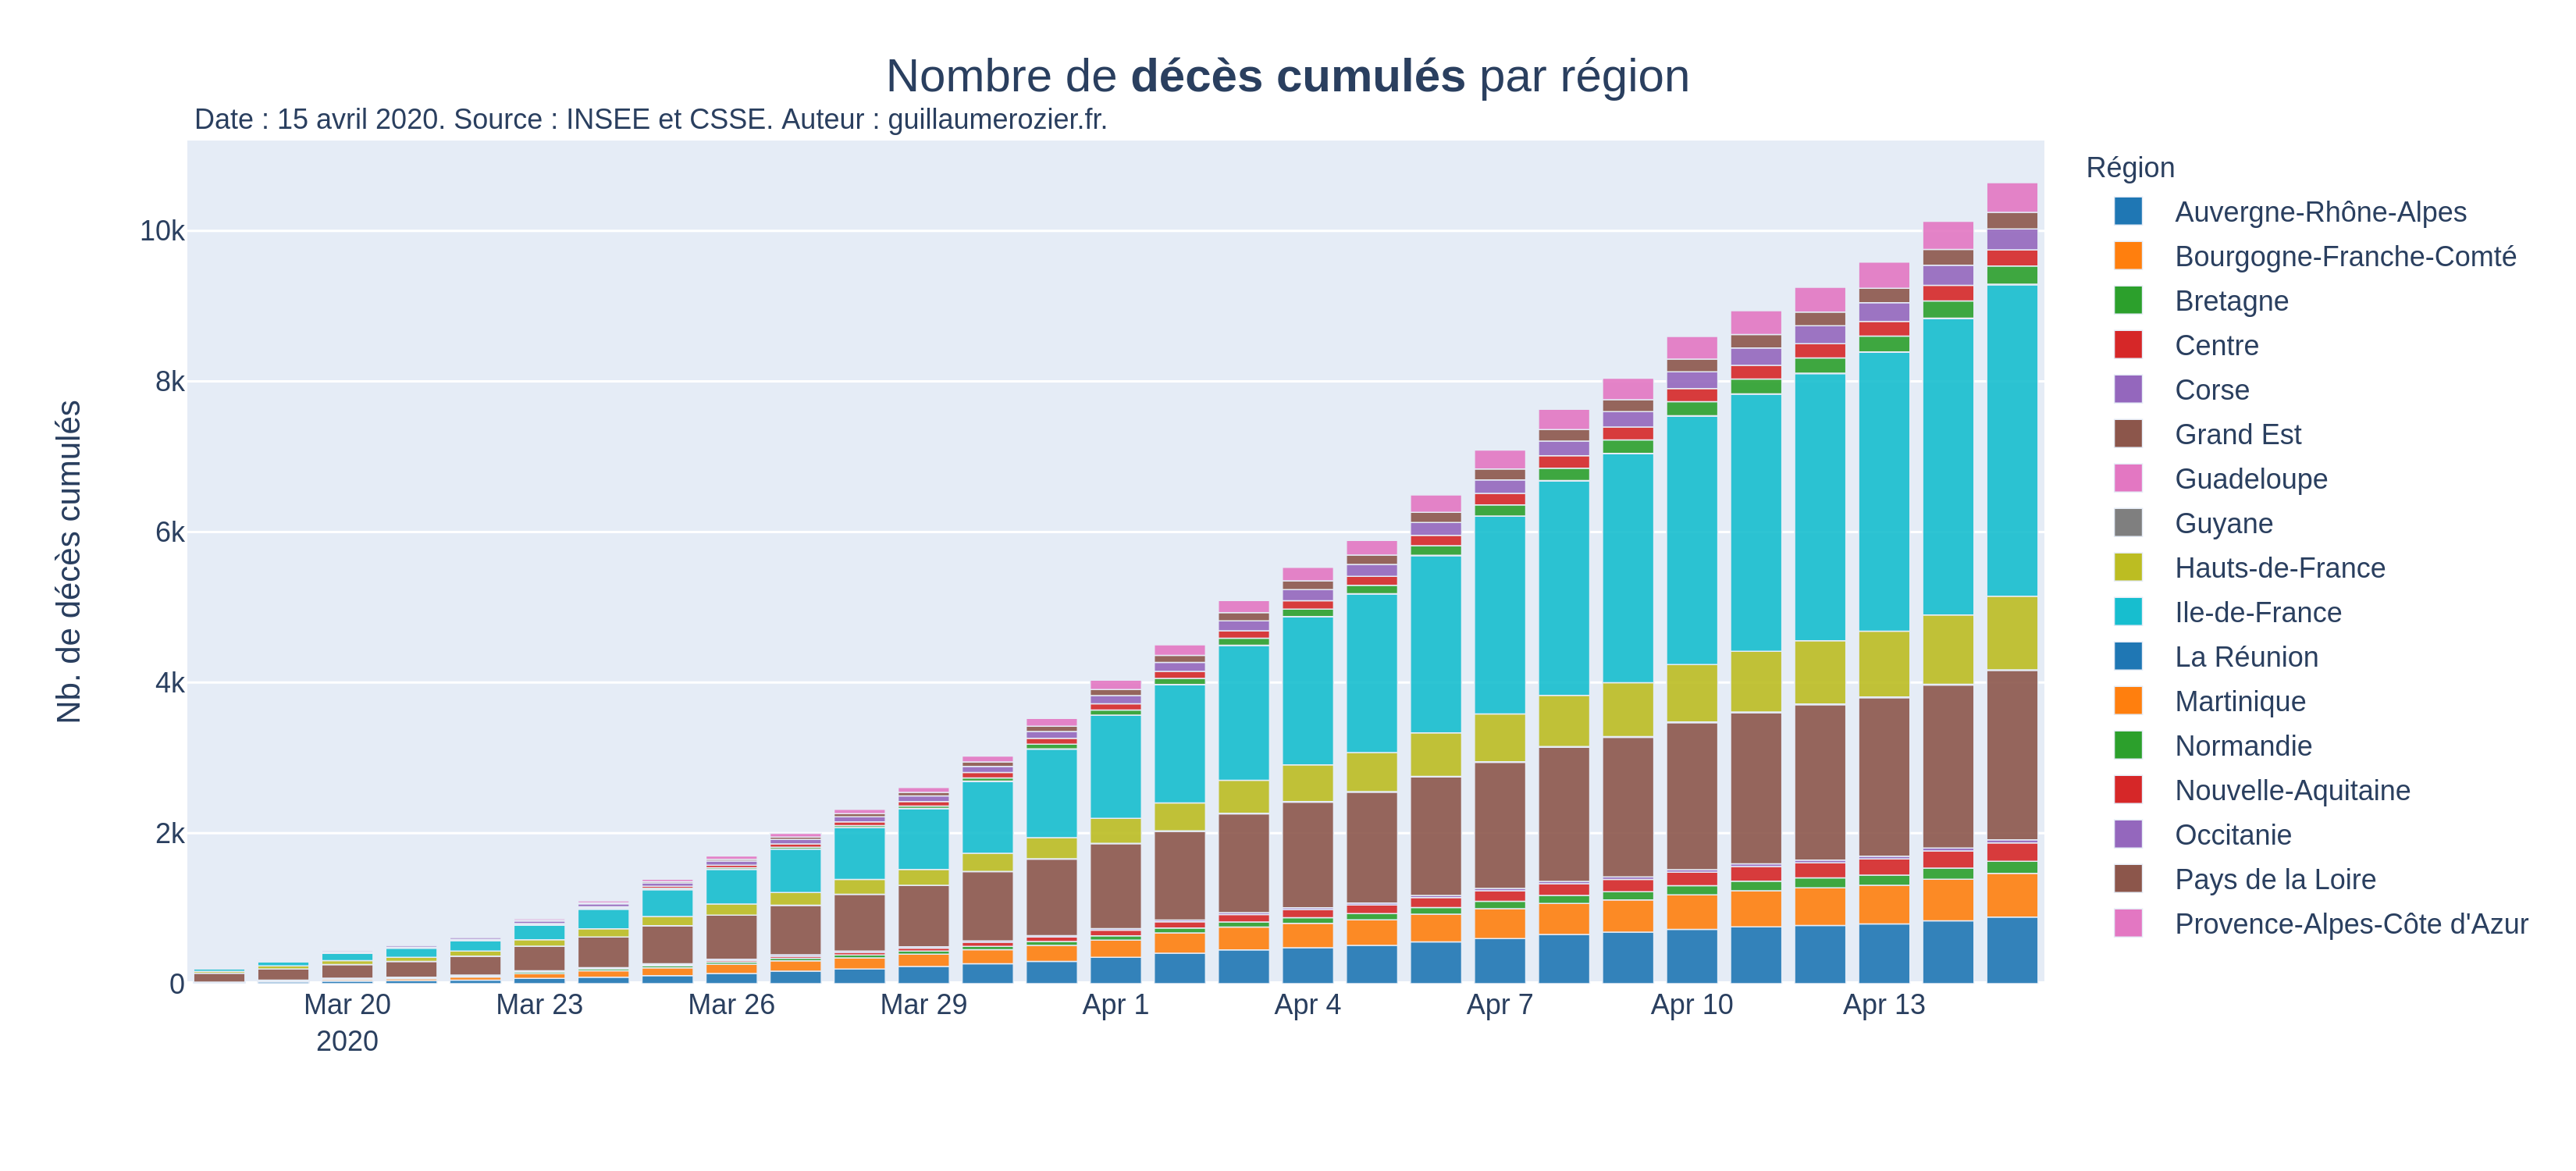 Nombre de décès cumulés par région
Date : 15 avril 2020. Source : INSEE et CSSE. Auteur : guillaumerozier.fr.
Nb. de décès cumulés
10k
8k
6k
4k
2k
0
Mar 20
2020
Mar 23
Mar 26
Mar 29
Apr 1
Apr 4
Apr 7
Apr 10
Apr 13
Région
Auvergne-Rhône-Alpes
Bourgogne-Franche-Comté
Bretagne
Centre
Corse
Grand Est
Guadeloupe
Guyane
Hauts-de-France
Ile-de-France
La Réunion
Martinique
Normandie
Nouvelle-Aquitaine
Occitanie
Pays de la Loire
Provence-Alpes-Côte d'Azur